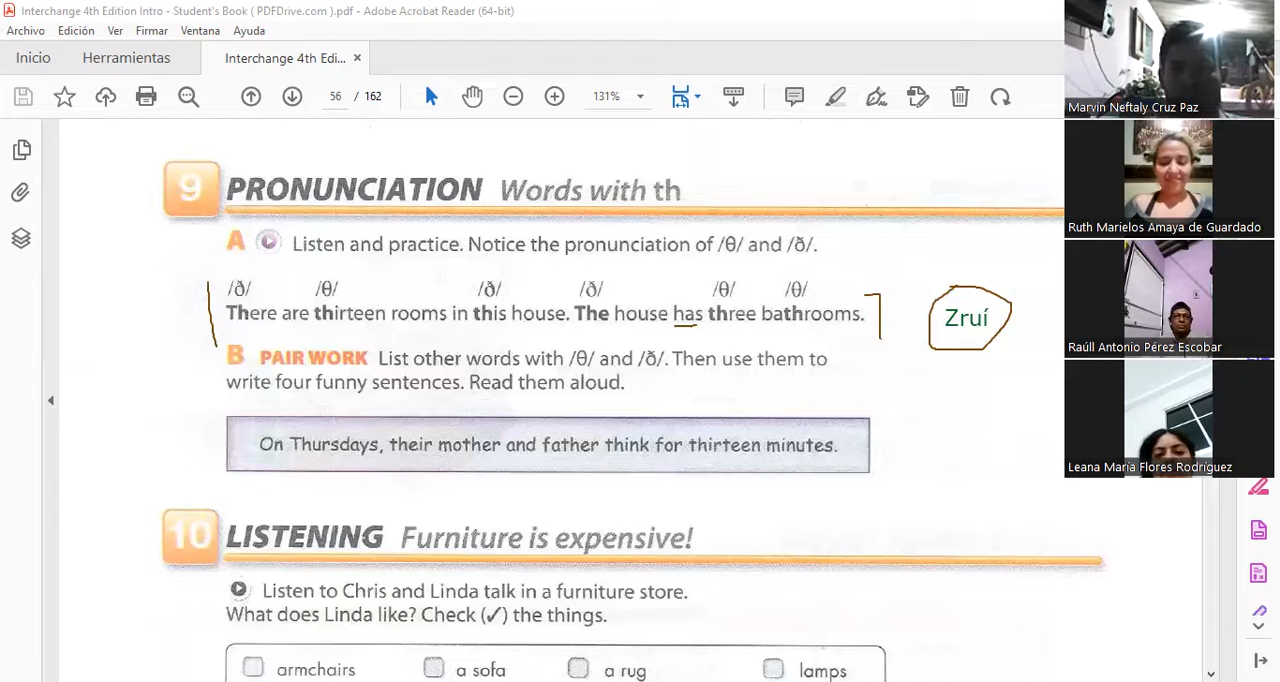 Interchange 4th Edition Intro - Student's Book ( PDFDrive.com ).pdf - Adobe Acrobat Reader (64-bit)
Archivo Edición Ver Firmar Ventana Ayuda
Inicio Herramientas Interchange 4th Edi... ×
56 / 162 131%
Marvin Neftaly Cruz Paz
Ruth Marielos Amaya de Guardado
Raúll Antonio Pérez Escobar
Leana María Flores Rodríguez
9 PRONUNCIATION Words with th
A Listen and practice. Notice the pronunciation of /θ/ and /ð/.
/ð/ /θ/ /ð/ /ð/ /θ/ /θ/
There are thirteen rooms in this house. The house has three bathrooms.
Zruí
B PAIR WORK List other words with /θ/ and /ð/. Then use them to
write four funny sentences. Read them aloud.
On Thursdays, their mother and father think for thirteen minutes.
10 LISTENING Furniture is expensive!
Listen to Chris and Linda talk in a furniture store.
What does Linda like? Check (✓) the things.
armchairs a sofa a rug lamps